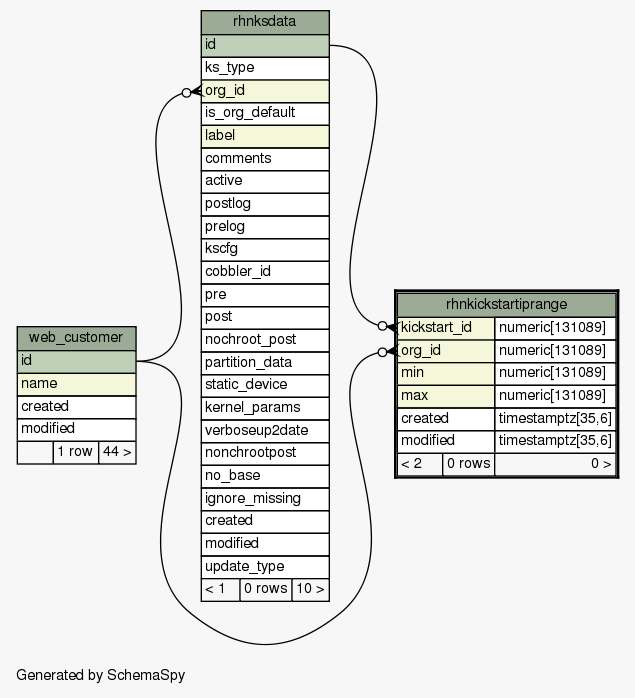 rhnksdata
id
ks_type
org_id
is_org_default
label
comments
active
postlog
prelog
kscfg
cobbler_id
pre
post
nochroot_post
partition_data
static_device
kernel_params
verboseup2date
nonchrootpost
no_base
ignore_missing
created
modified
update_type
< 1 0 rows 10 >
web_customer
id
name
created
modified
1 row 44 >
rhnkickstartiprange
kickstart_id numeric[131089]
org_id numeric[131089]
min numeric[131089]
max numeric[131089]
created timestamptz[35,6]
modified timestamptz[35,6]
< 2 0 rows 0 >
Generated by SchemaSpy